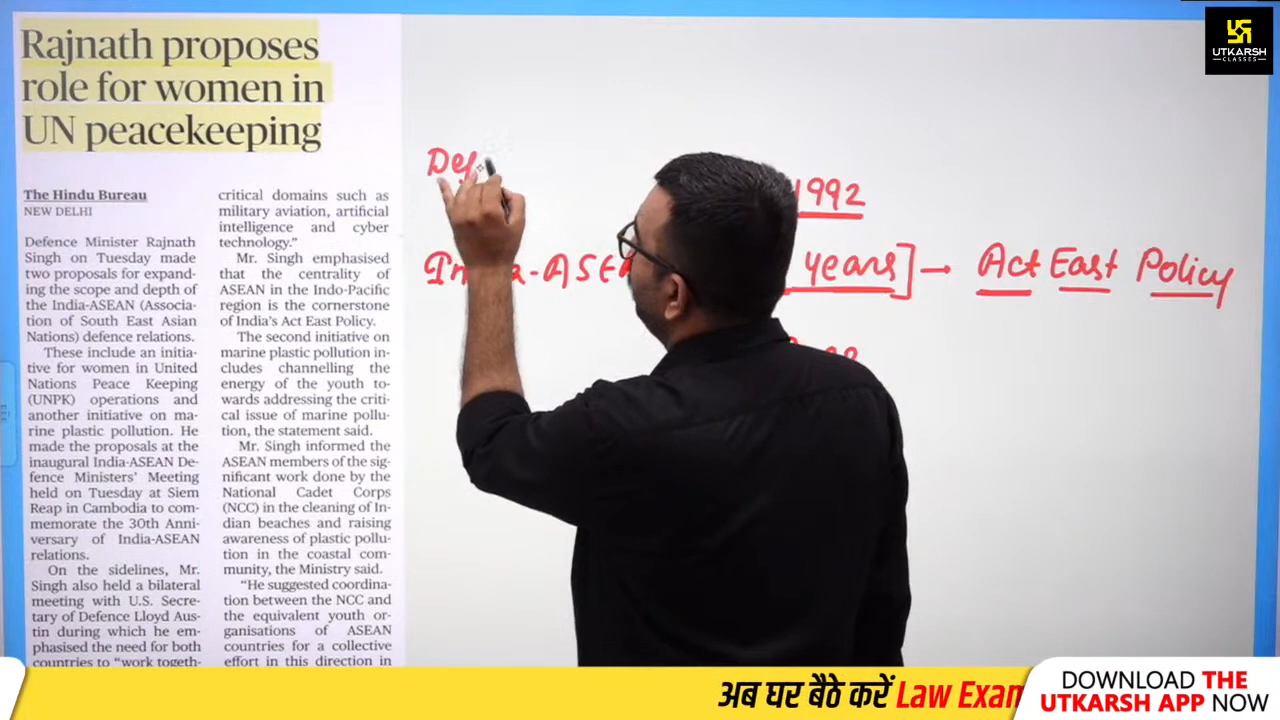 Rajnath proposes
role for women in
UN peacekeeping
The Hindu Bureau
NEW DELHI
Defence Minister Rajnath
Singh on Tuesday made
two proposals for expand-
ing the scope and depth of
the India-ASEAN (Associa-
tion of South East Asian
Nations) defence relations.
These include an initia-
tive for women in United
Nations Peace Keeping
(UNPK) operations and
another initiative on ma-
rine plastic pollution. He
made the proposals at the
inaugural India-ASEAN De-
fence Ministers' Meeting
held on Tuesday at Siem
Reap in Cambodia to com-
memorate the 30th Anni-
versary of India-ASEAN
relations.
On the sidelines, Mr.
Singh also held a bilateral
meeting with U.S. Secre-
tary of Defence Lloyd Aus-
tin during which he em-
phasised the need for both
countries to "work togeth-
critical domains such as
military aviation, artificial
intelligence and cyber
technology."
Mr. Singh emphasised
that the centrality of
ASEAN in the Indo-Pacific
region is the cornerstone
of India's Act East Policy.
The second initiative on
marine plastic pollution in-
cludes channelling the
energy of the youth to-
wards addressing the criti-
cal issue of marine pollu-
tion, the statement said.
Mr. Singh informed the
ASEAN members of the sig-
nificant work done by the
National Cadet Corps
(NCC) in the cleaning of In-
dian beaches and raising
awareness of plastic pollu-
tion in the coastal com-
munity, the Ministry said.
"He suggested coordina-
tion between the NCC and
the equivalent youth or-
ganisations of ASEAN
countries for a collective
effort in this direction in
Def
1992
years] → Act East Policy
UTKARSH
CLASSES
अब घर बैठे करें Law Exam
DOWNLOAD THE
UTKARSH APP NOW